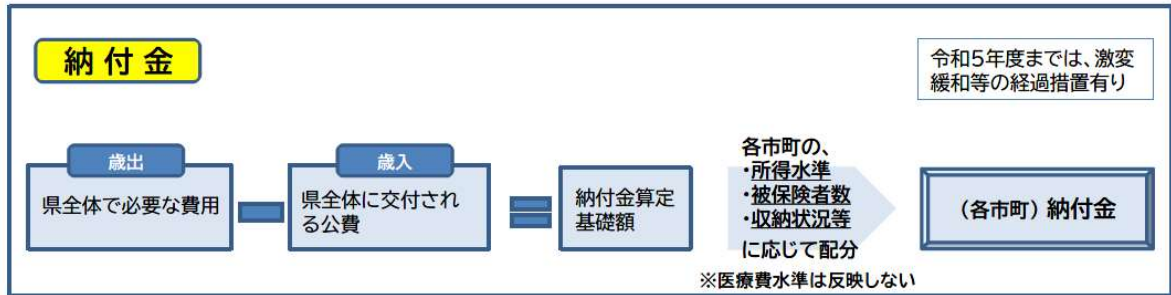 納付金
令和5年度までは、激変
緩和等の経過措置有り
歳出
県全体で必要な費用
歳入
県全体に交付され
る公費
納付金算定
基礎額
各市町の、
・所得水準
・被保険者数
・収納状況等
に応じて配分
※医療費水準は反映しない
(各市町) 納付金